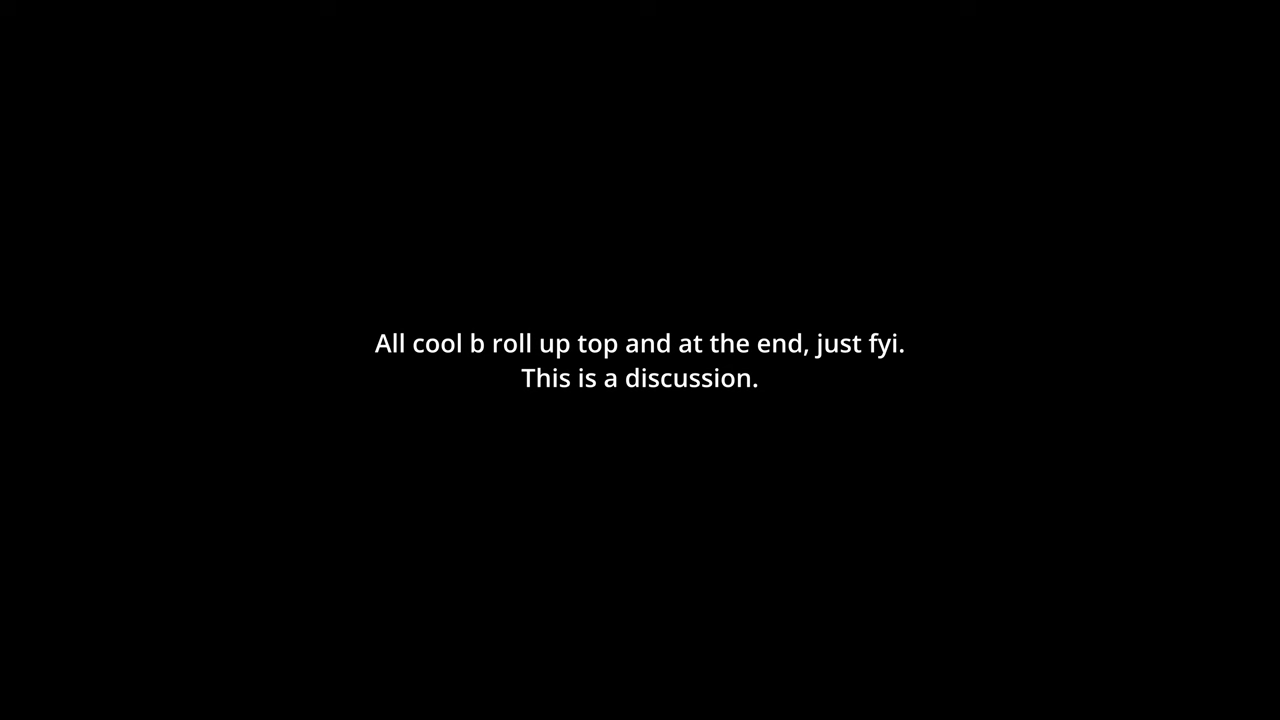 All cool b roll up top and at the end, just fyi.
This is a discussion.